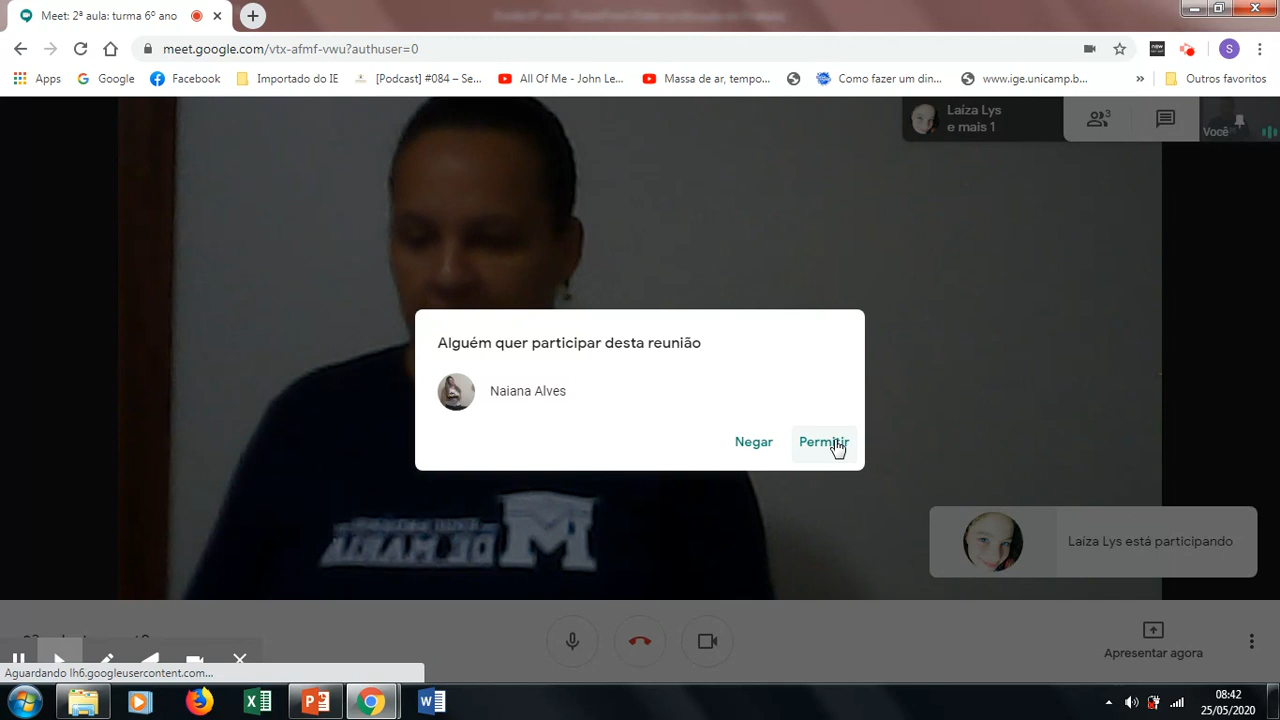 Meet: 2ª aula: turma 6º ano
meet.google.com/vtx-afmf-vwu?authuser=0
S
Apps
Google
Facebook
Importado do IE
[Podcast] #084 – Se...
All Of Me - John Le...
Massa de ar, tempo...
Como fazer um din...
www.ige.unicamp.b...
»
Outros favoritos
Laíza Lys
e mais 1
3
Você
Alguém quer participar desta reunião
Naiana Alves
Negar
Permitir
DE MARIA
M
Laíza Lys está participando
Apresentar agora
Aguardando lh6.googleusercontent.com...
08:42
25/05/2020